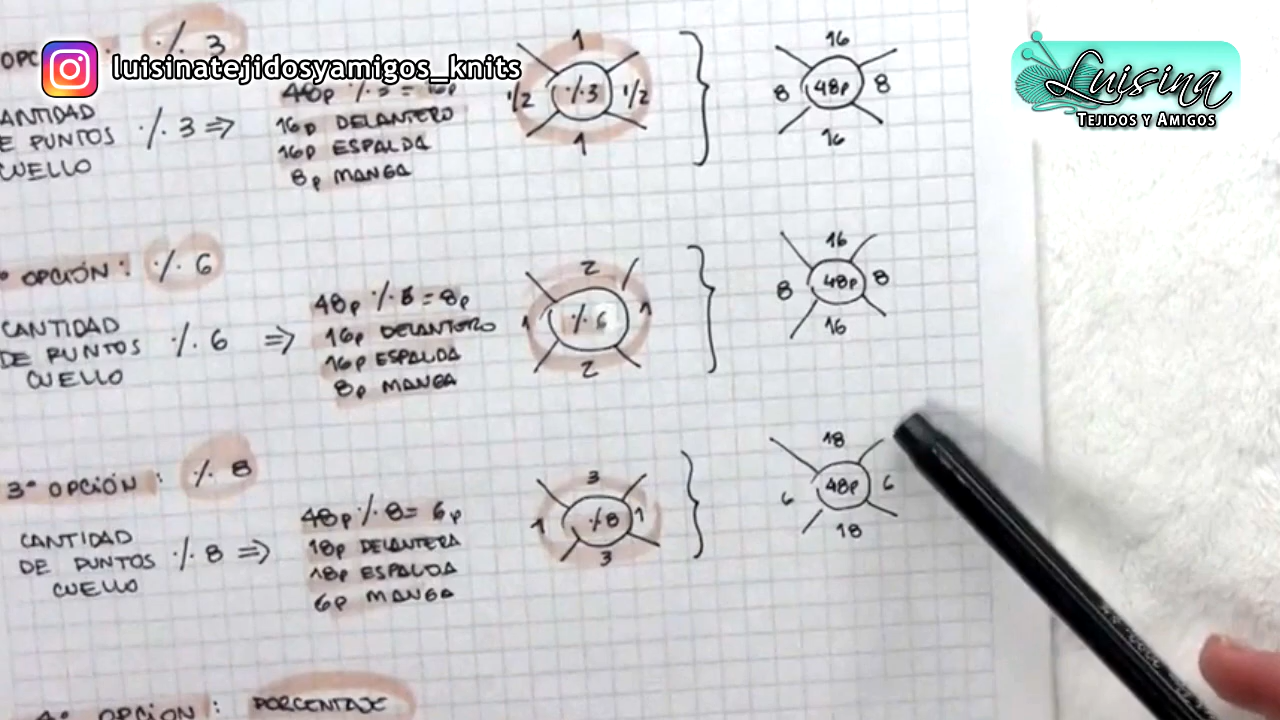 luisinatejidosyamigos_knits
Luisina
TEJIDOS Y AMIGOS
·/. 3
CANTIDAD
DE PUNTOS ·/. 3 ⇒
CUELLO
16p DELANTERO
16p ESPALDA
8p MANGA
1
1/2 ·/.3 1/2
1
16
8 48p 8
16
OPCIÓN: ·/. 6
CANTIDAD
DE PUNTOS ·/. 6 ⇒
CUELLO
48p ·/.6 = 8p
16p DELANTERO
16p ESPALDA
8p MANGA
2
1 ·/.6 1
2
16
8 48p 8
16
3° OPCIÓN: ·/. 8
CANTIDAD
DE PUNTOS ·/. 8 ⇒
CUELLO
48p ·/.8 = 6p
18p DELANTERA
18p ESPALDA
6p MANGA
3
1 ·/.8 1
3
18
6 48p 6
18
4° OPCIÓN: PORCENTAJE